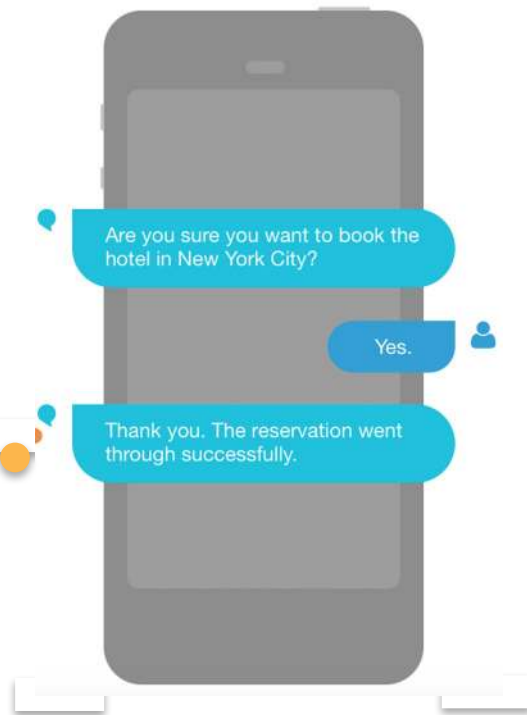 Are you sure you want to book the
hotel in New York City?
Yes.
Thank you. The reservation went
through successfully.